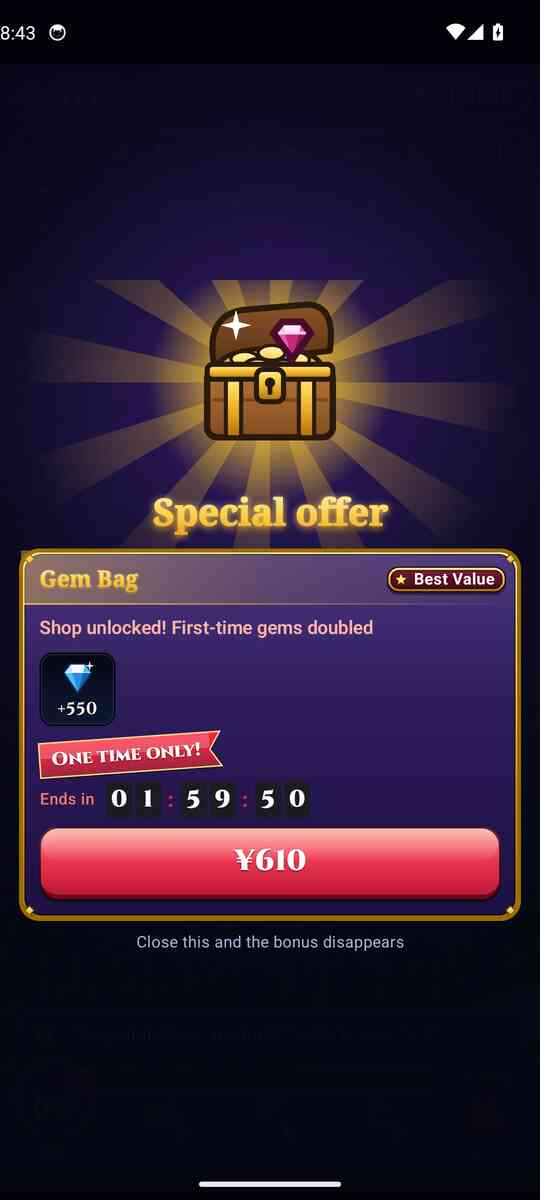 8:43
Special offer
Gem Bag
Best Value
Shop unlocked! First-time gems doubled
+550
One time only!
Ends in 01:59:50
¥610
Close this and the bonus disappears